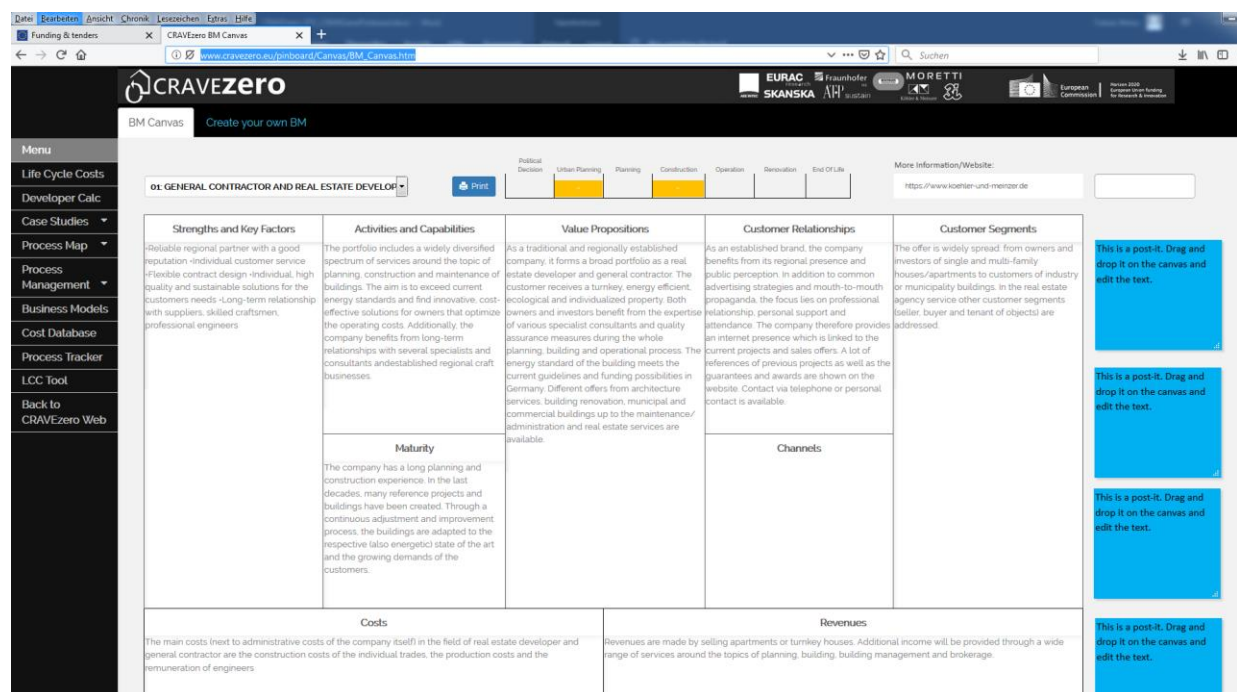 Datei Bearbeiten Ansicht Chronik Lesezeichen Extras Hilfe
Funding & tenders
CRAVEzero BM Canvas
www.cravezero.eu/pinboard/Canvas/BM_Canvas.htm
Suchen
CRAVEzero
EURAC
research
Fraunhofer
MORETTI
SKANSKA
sustain
European
Commission
Horizon 2020
European Union Funding
for Research & Innovation
BM Canvas
Create your own BM
Menu
Life Cycle Costs
Developer Calc
Case Studies
Process Map
Process
Management
Business Models
Cost Database
Process Tracker
LCC Tool
Back to
CRAVEzero Web
01: GENERAL CONTRACTOR AND REAL ESTATE DEVELOP
Print
Political
Decision
Urban Planning
Planning
Construction
Operation
Renovation
End Of Life
More Information/Website:
https://www.koehler-und-meinzer.de
Strengths and Key Factors
-Reliable regional partner with a good
reputation -Individual customer service
-Flexible contract design -Individual, high
quality and sustainable solutions for the
customers needs -Long-term relationship
with suppliers, skilled craftsmen,
professional engineers
Activities and Capabilities
The portfolio includes a widely diversified
spectrum of services around the topic of
planning, construction and maintenance of
buildings. The aim is to exceed current
energy standards and find innovative, cost-
effective solutions for owners that optimize
the operating costs. Additionally, the
company benefits from long-term
relationships with several specialists and
consultants andestablished regional craft
businesses.
Maturity
The company has a long planning and
construction experience. In the last
decades, many reference projects and
buildings have been created. Through a
continuous adjustment and improvement
process, the buildings are adapted to the
respective (also energetic) state of the art
and the growing demands of the
customers.
Value Propositions
As a traditional and regionally established
company, it forms a broad portfolio as a real
estate developer and general contractor. The
customer receives a turnkey, energy efficient,
ecological and individualized property. Both
owners and investors benefit from the expertise
of various specialist consultants and quality
assurance measures during the whole
planning, building and operational process. The
energy standard of the building meets the
current guidelines and funding possibilities in
Germany. Different offers from architecture
services, building renovation, municipal and
commercial buildings up to the maintenance/
administration and real estate services are
available.
Customer Relationships
As an established brand, the company
benefits from its regional presence and
public perception. In addition to common
advertising strategies and mouth-to-mouth
propaganda, the focus lies on professional
relationship, personal support and
attendance. The company therefore provides
an internet presence which is linked to the
current projects and sales offers. A lot of
references of previous projects as well as the
guarantees and awards are shown on the
website. Contact via telephone or personal
contact is available.
Channels
Customer Segments
The offer is widely spread: from owners and
investors of single and multi-family
houses/apartments to customers of industry
or municipality buildings. In the real estate
agency service other customer segments
(seller, buyer and tenant of objects) are
addressed.
This is a post-it. Drag and
drop it on the canvas and
edit the text.
This is a post-it. Drag and
drop it on the canvas and
edit the text.
This is a post-it. Drag and
drop it on the canvas and
edit the text.
This is a post-it. Drag and
drop it on the canvas and
edit the text.
Costs
The main costs (next to administrative costs of the company itself) in the field of real estate developer and
general contractor are the construction costs of the individual trades, the production costs and the
remuneration of engineers
Revenues
Revenues are made by selling apartments or turnkey houses. Additional income will be provided through a wide
range of services around the topics of planning, building, building management and brokerage.